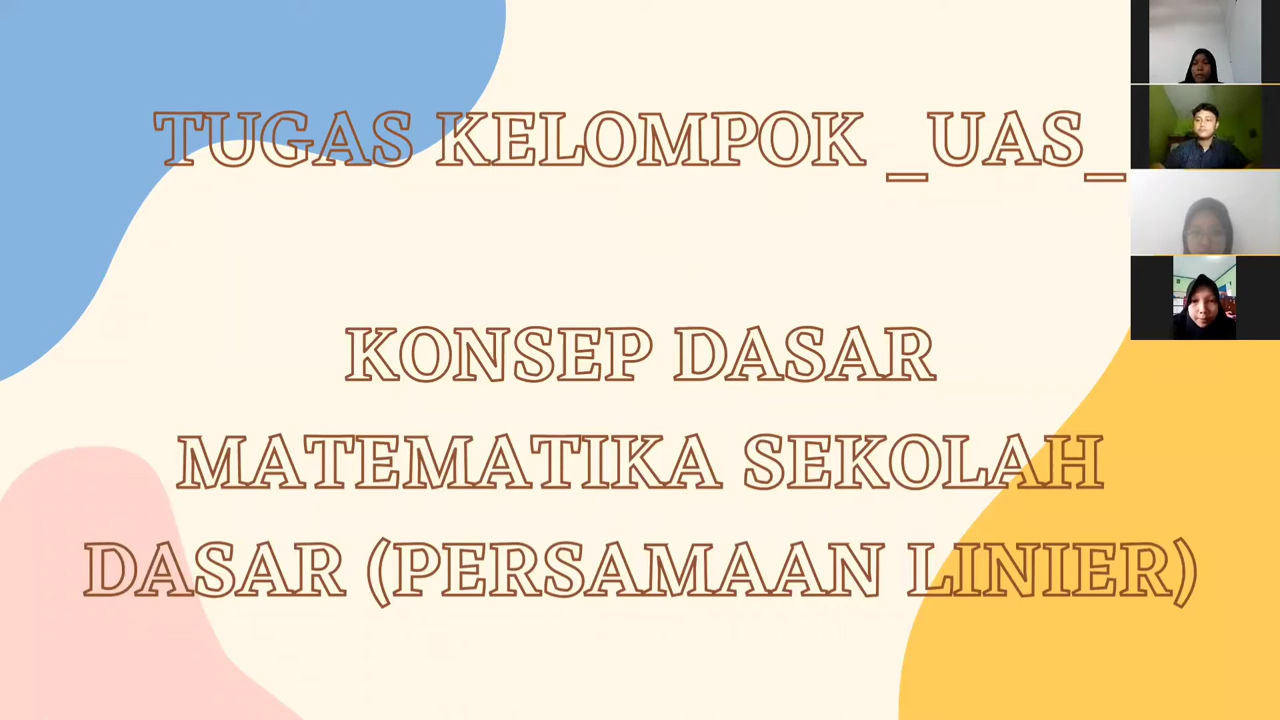 TUGAS KELOMPOK _UAS_
KONSEP DASAR
MATEMATIKA SEKOLAH
DASAR (PERSAMAAN LINIER)